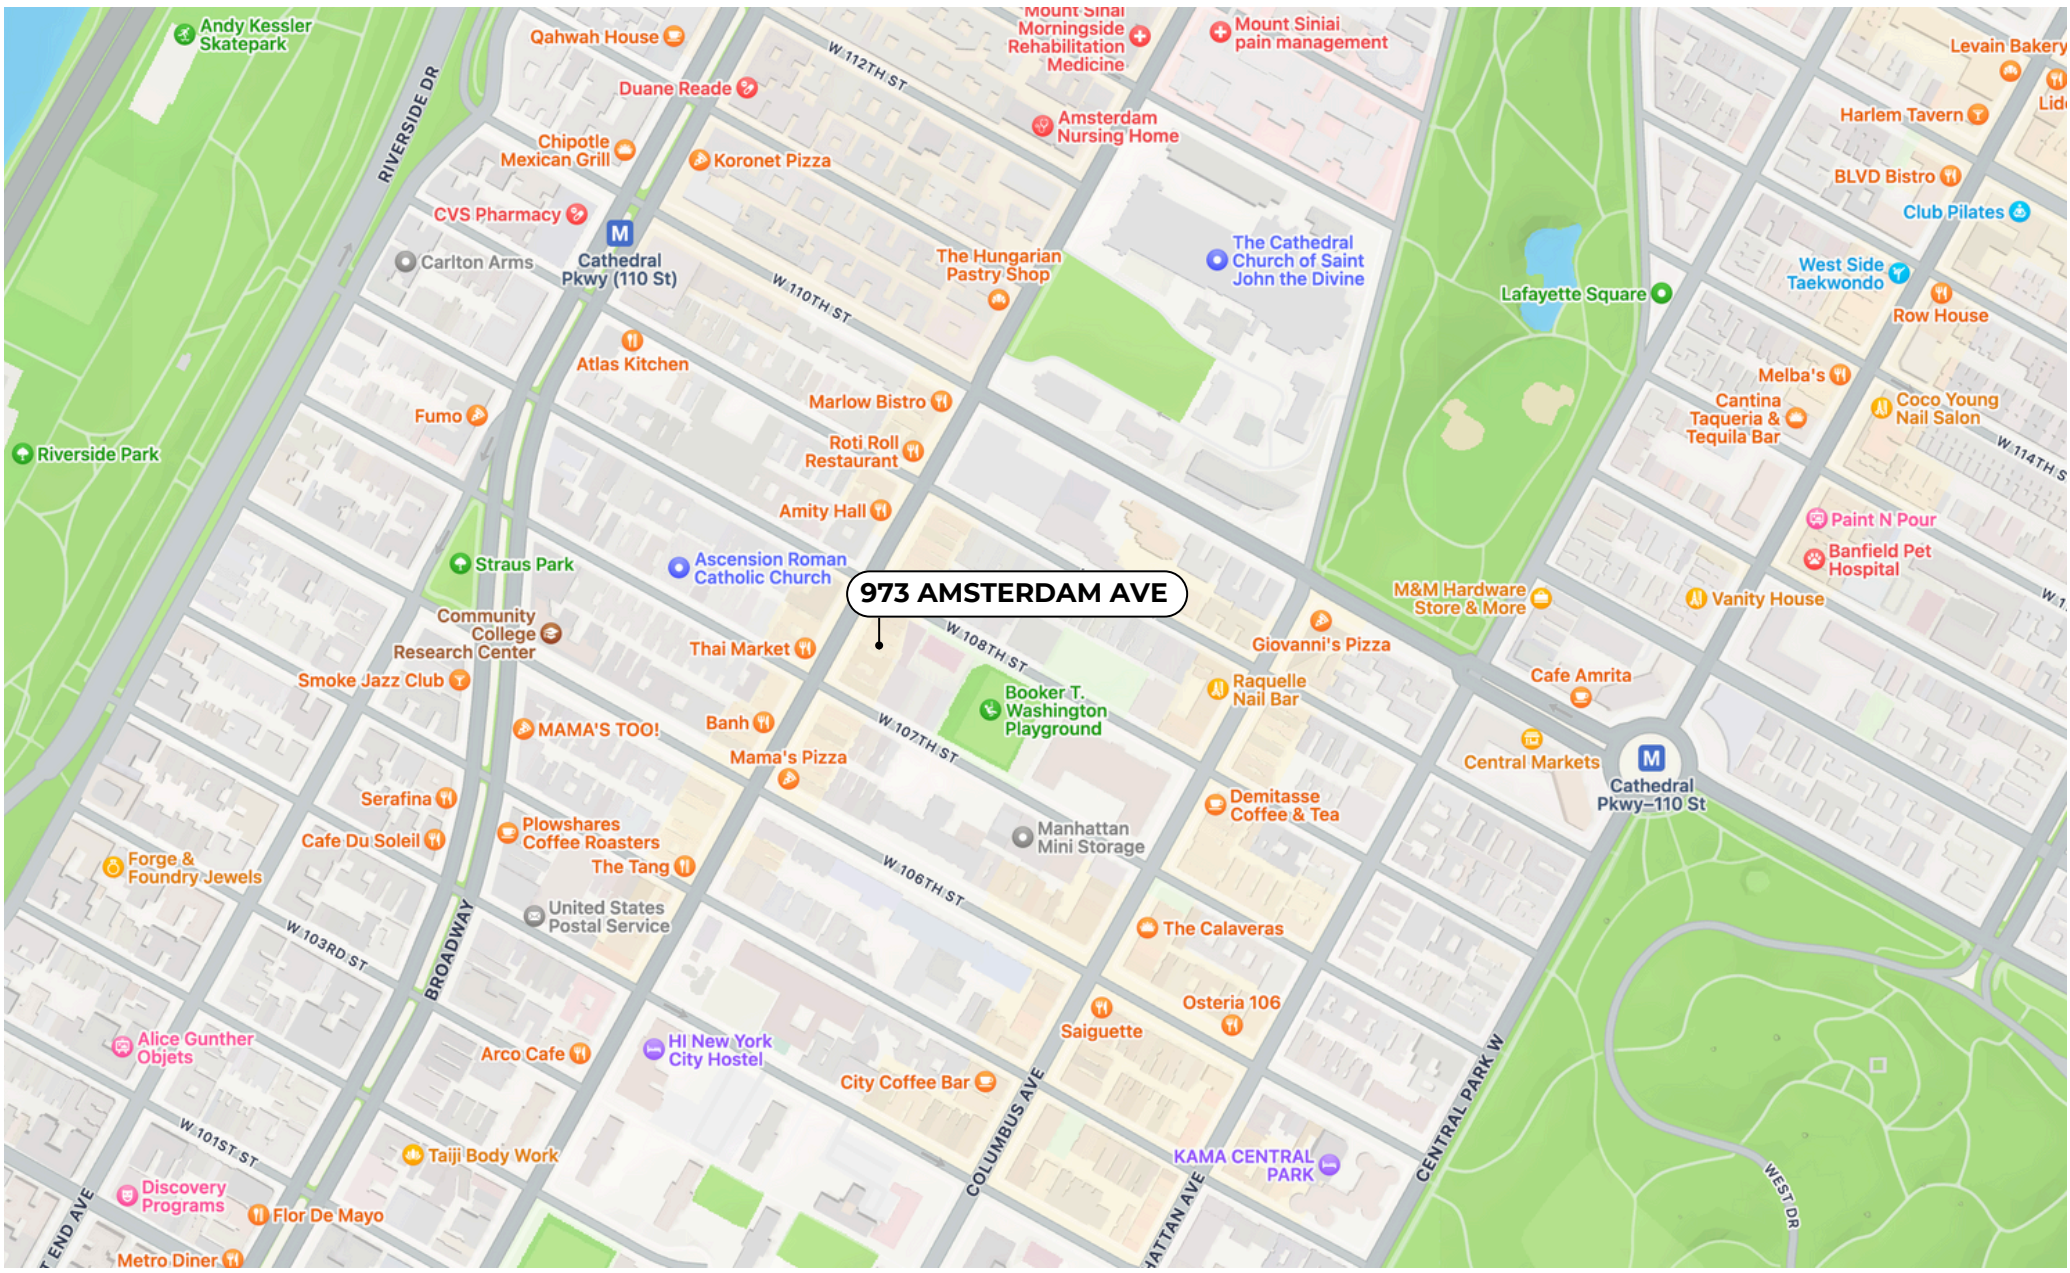 Andy Kessler
Skatepark
Qahwah House
Mount Sinai
Morningside
Rehabilitation
Medicine
Mount Siniai
pain management
Levain Bakery
W 112TH ST
RIVERSIDE DR
Duane Reade
Harlem Tavern
Amsterdam
Nursing Home
Chipotle
Mexican Grill
Koronet Pizza
BLVD Bistro
CVS Pharmacy
Club Pilates
M
Cathedral
Pkwy (110 St)
Carlton Arms
The Hungarian
Pastry Shop
The Cathedral
Church of Saint
John the Divine
West Side
Taekwondo
Lafayette Square
W 110TH ST
Row House
Atlas Kitchen
Melba's
Marlow Bistro
Fumo
Cantina
Taqueria &
Tequila Bar
Coco Young
Nail Salon
Roti Roll
Restaurant
Riverside Park
W 114TH S
Amity Hall
Paint N Pour
Straus Park
Ascension Roman
Catholic Church
Banfield Pet
Hospital
973 AMSTERDAM AVE
M&M Hardware
Store & More
Vanity House
W 1
Community
College
Research Center
Thai Market
W 108TH ST
Giovanni's Pizza
Smoke Jazz Club
Raquelle
Nail Bar
Cafe Amrita
Booker T.
Washington
Playground
MAMA'S TOO!
Banh
W 107TH ST
Mama's Pizza
Central Markets
M
Cathedral
Pkwy–110 St
Serafina
Demitasse
Coffee & Tea
Cafe Du Soleil
Plowshares
Coffee Roasters
Manhattan
Mini Storage
The Tang
Forge &
Foundry Jewels
W 106TH ST
United States
Postal Service
W 103RD ST
BROADWAY
The Calaveras
Osteria 106
Saiguette
Alice Gunther
Objets
Arco Cafe
HI New York
City Hostel
City Coffee Bar
COLUMBUS AVE
CENTRAL PARK W
W 101ST ST
Taiji Body Work
KAMA CENTRAL
PARK
WEST DR
Discovery
Programs
Flor De Mayo
T END AVE
HATTAN AVE
Metro Diner